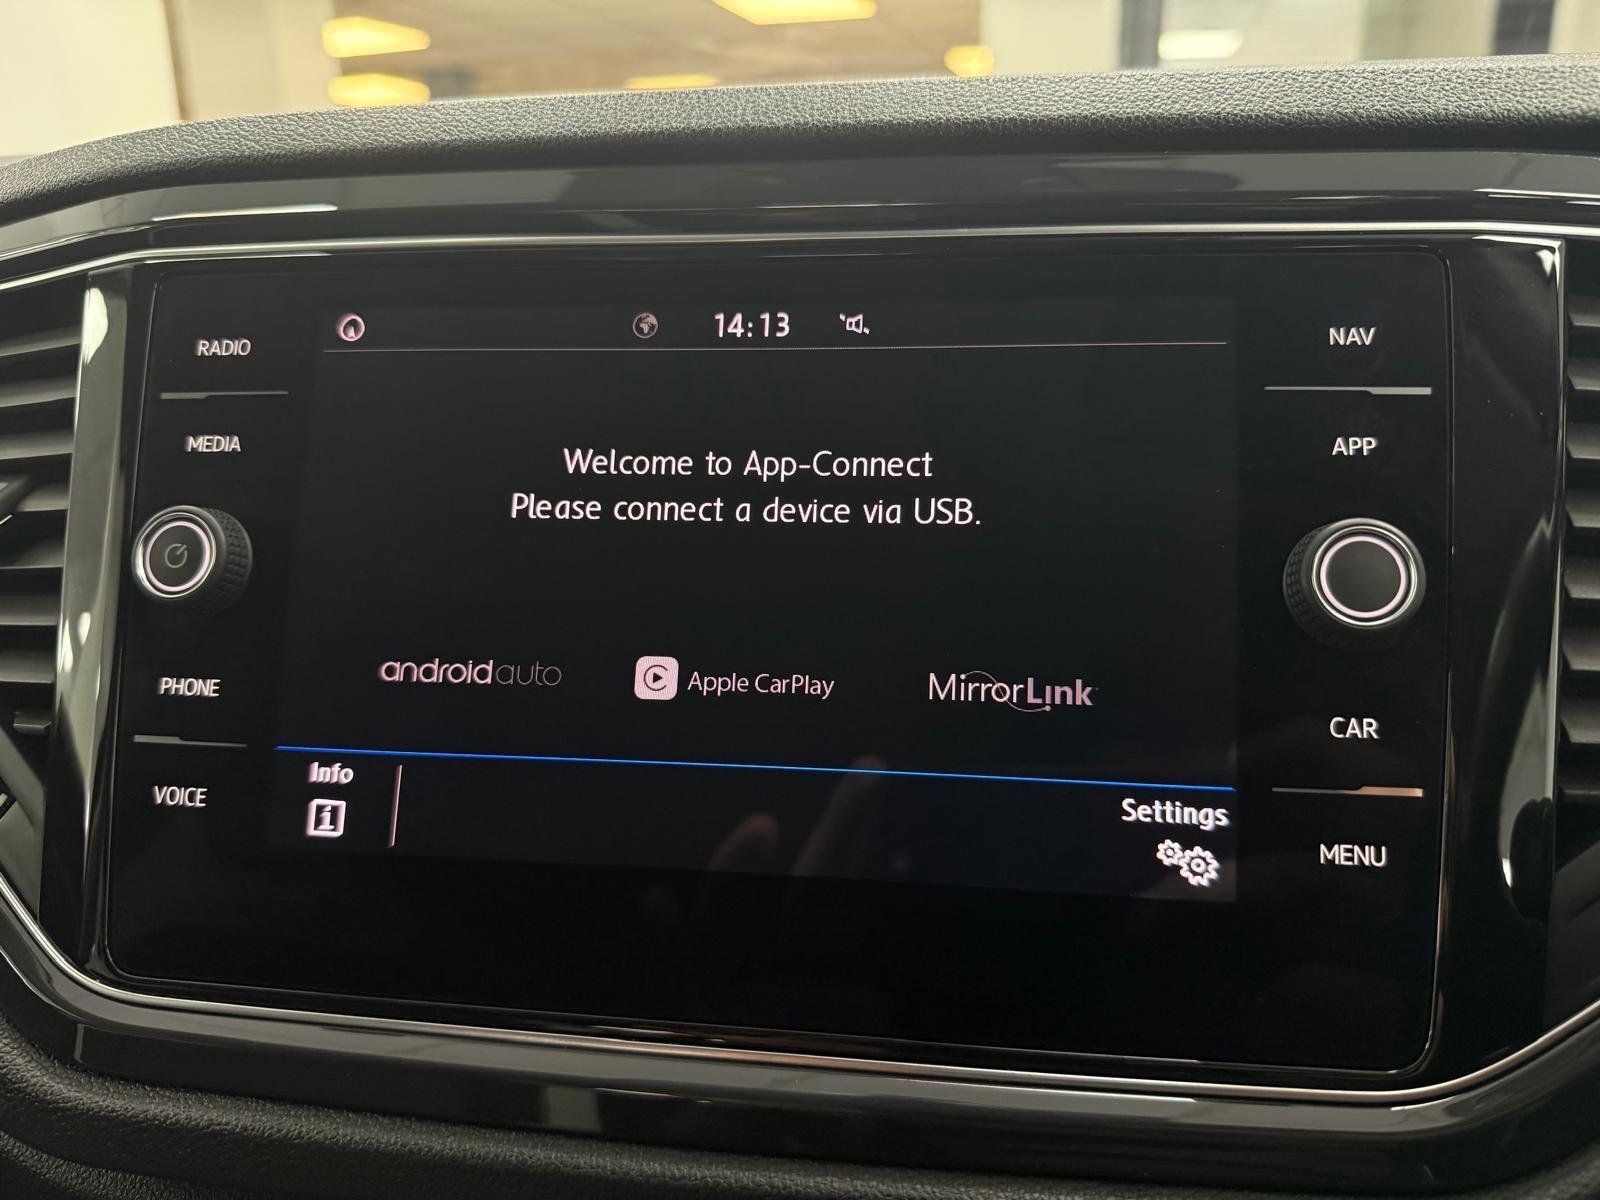 RADIO
MEDIA
PHONE
VOICE
14:13
Welcome to App-Connect
Please connect a device via USB.
androidauto
Apple CarPlay
MirrorLink
Info
i
Settings
NAV
APP
CAR
MENU